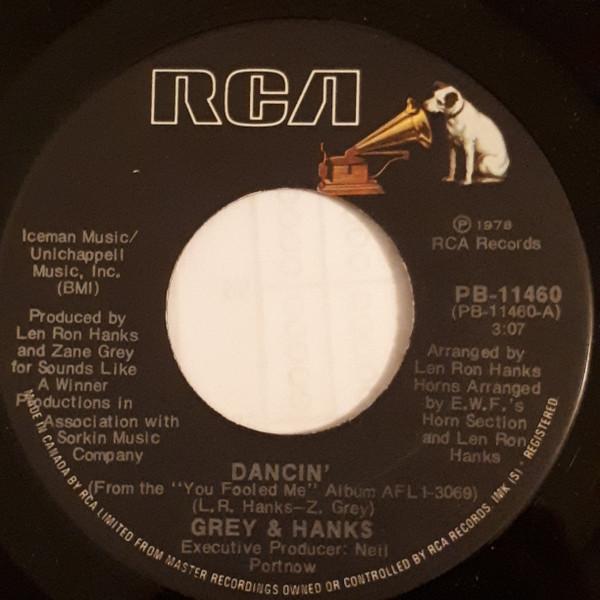 RCA
Iceman Music/
Unichappell
Music, Inc.
(BMI)
Produced by
Len Ron Hanks
and Zane Grey
for Sounds Like
A Winner
Productions in
Association with
Sorkin Music
Company
Ⓟ 1978
RCA Records
PB-11460
(PB-11460-A)
3:07
Arranged by
Len Ron Hanks
Horns Arranged
by E.W.F.'s
Horn Section
and Len Ron
Hanks
DANCIN'
(From the "You Fooled Me" Album AFL1-3069)
(L.R. Hanks-Z. Grey)
GREY & HANKS
Executive Producer: Neil
Portnow
MADE IN CANADA BY RCA LIMITED FROM MASTER RECORDINGS OWNED OR CONTROLLED BY RCA RECORDS. (MK (S) - REGISTERED.